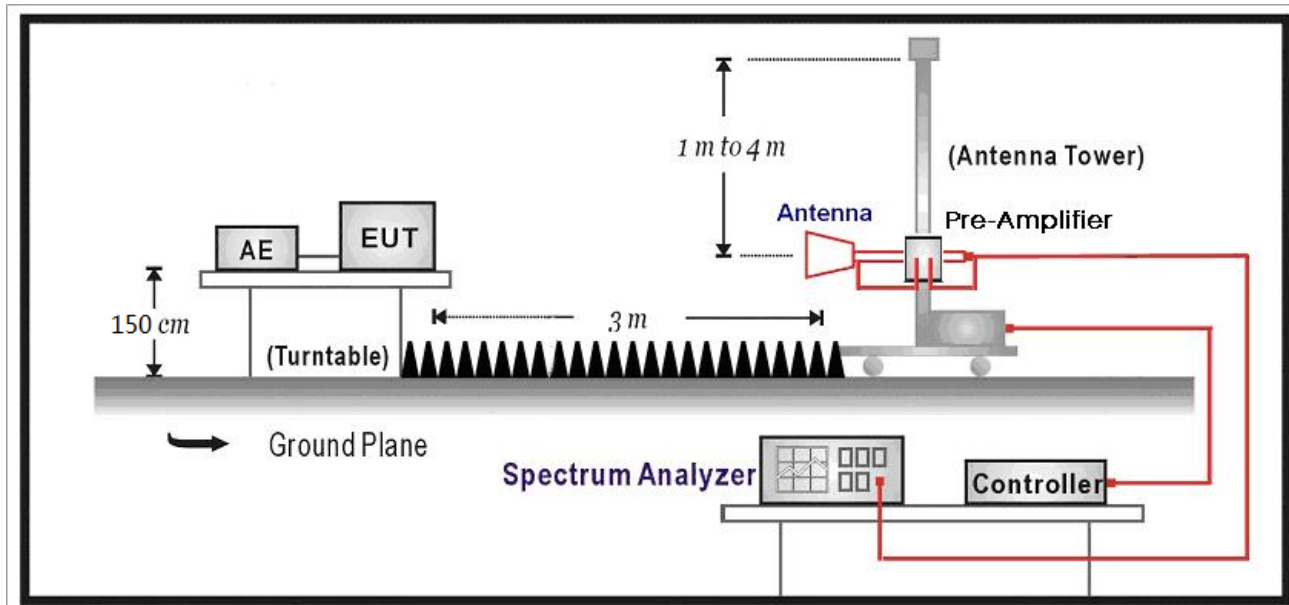 1 m to 4 m
(Antenna Tower)
Antenna
Pre-Amplifier
AE
EUT
150 cm
(Turntable)
3 m
Ground Plane
Spectrum Analyzer
Controller